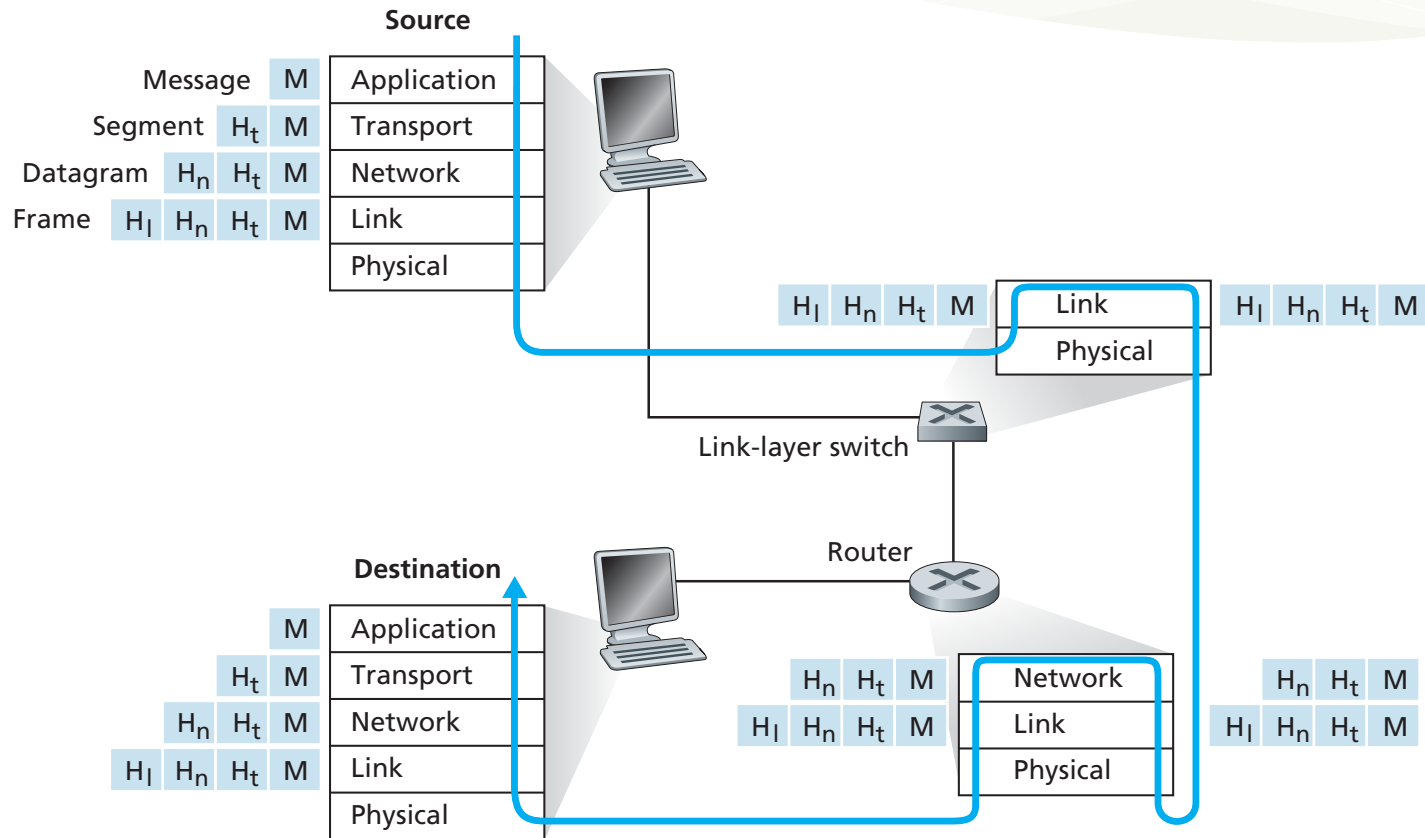 Source
Message M Application
Segment Ht M Transport
Datagram Hn Ht M Network
Frame Hl Hn Ht M Link
Physical
Hl Hn Ht M Link Hl Hn Ht M
Physical
Link-layer switch
Router
Destination
M Application
Ht M Transport
Hn Ht M Network
Hl Hn Ht M Link
Physical
Hn Ht M Network Hn Ht M
Hl Hn Ht M Link Hl Hn Ht M
Physical